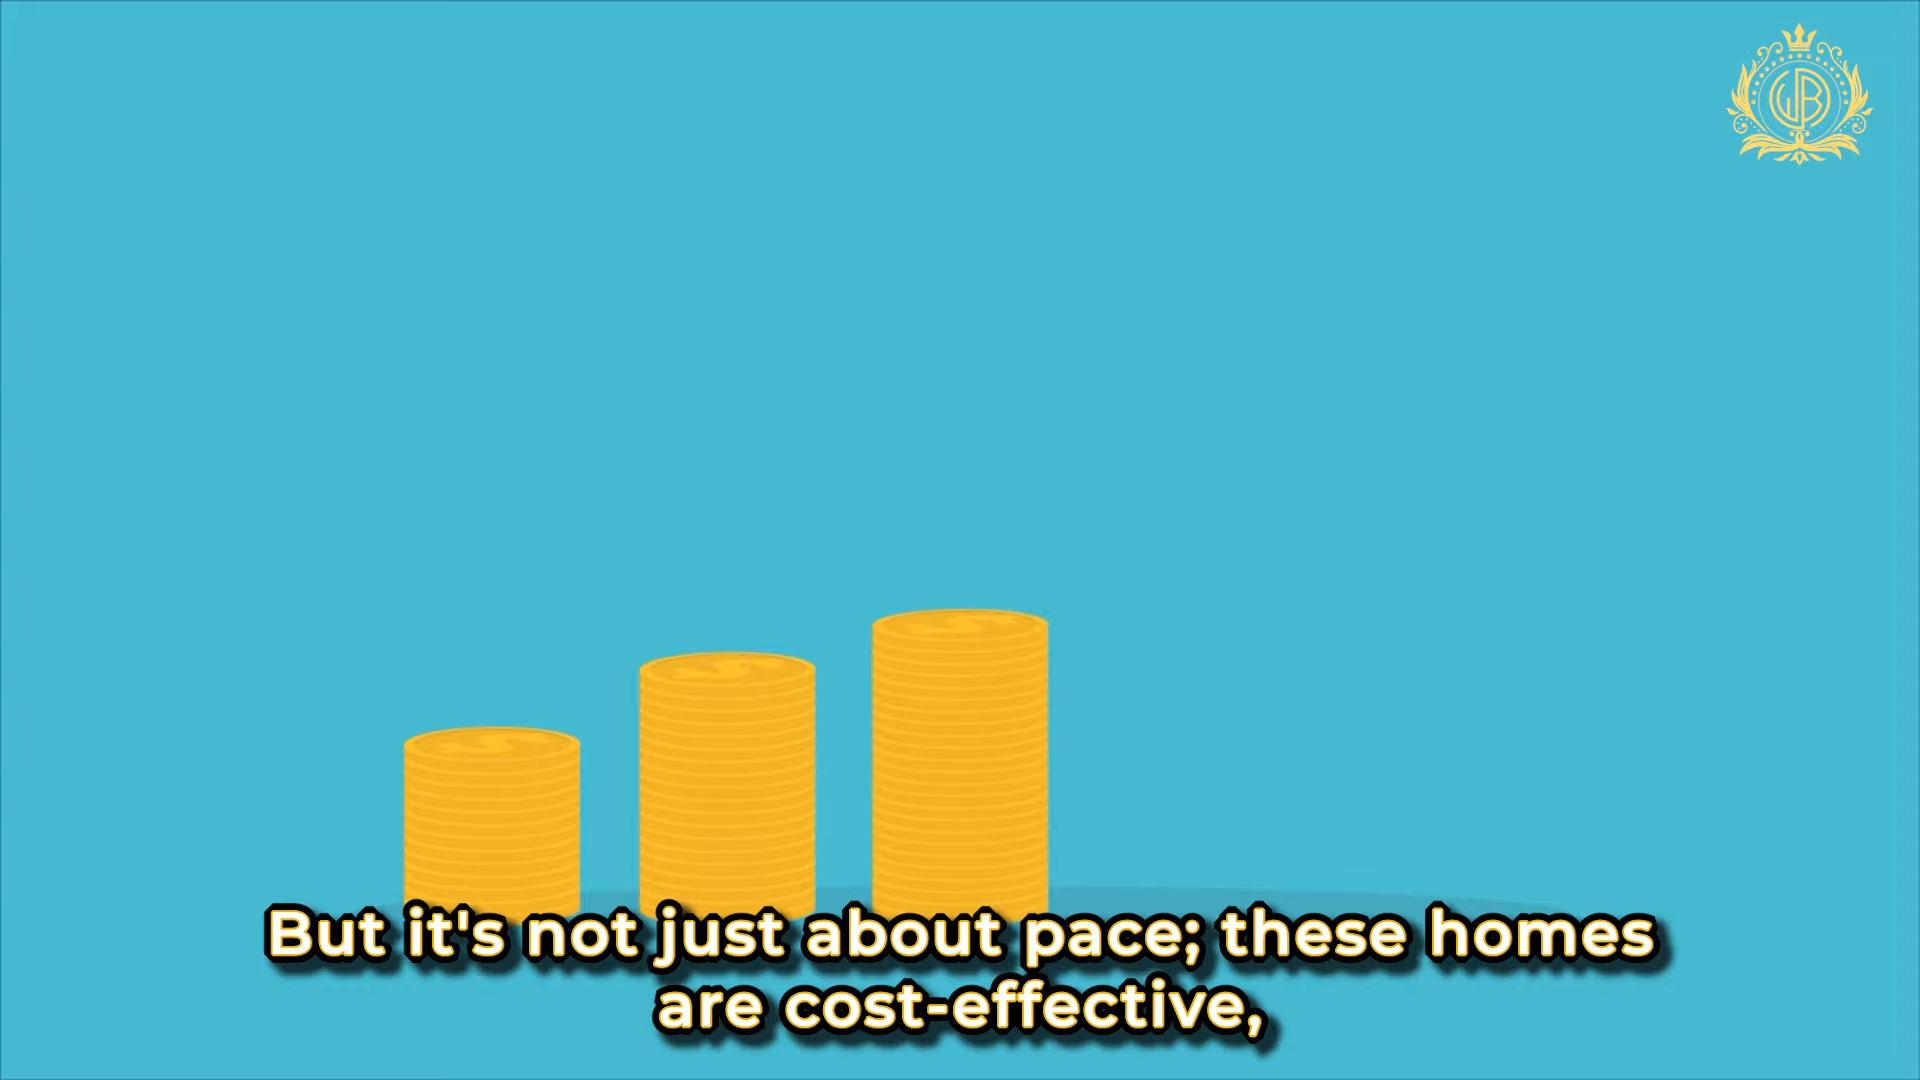 But it's not just about pace; these homes
are cost-effective,